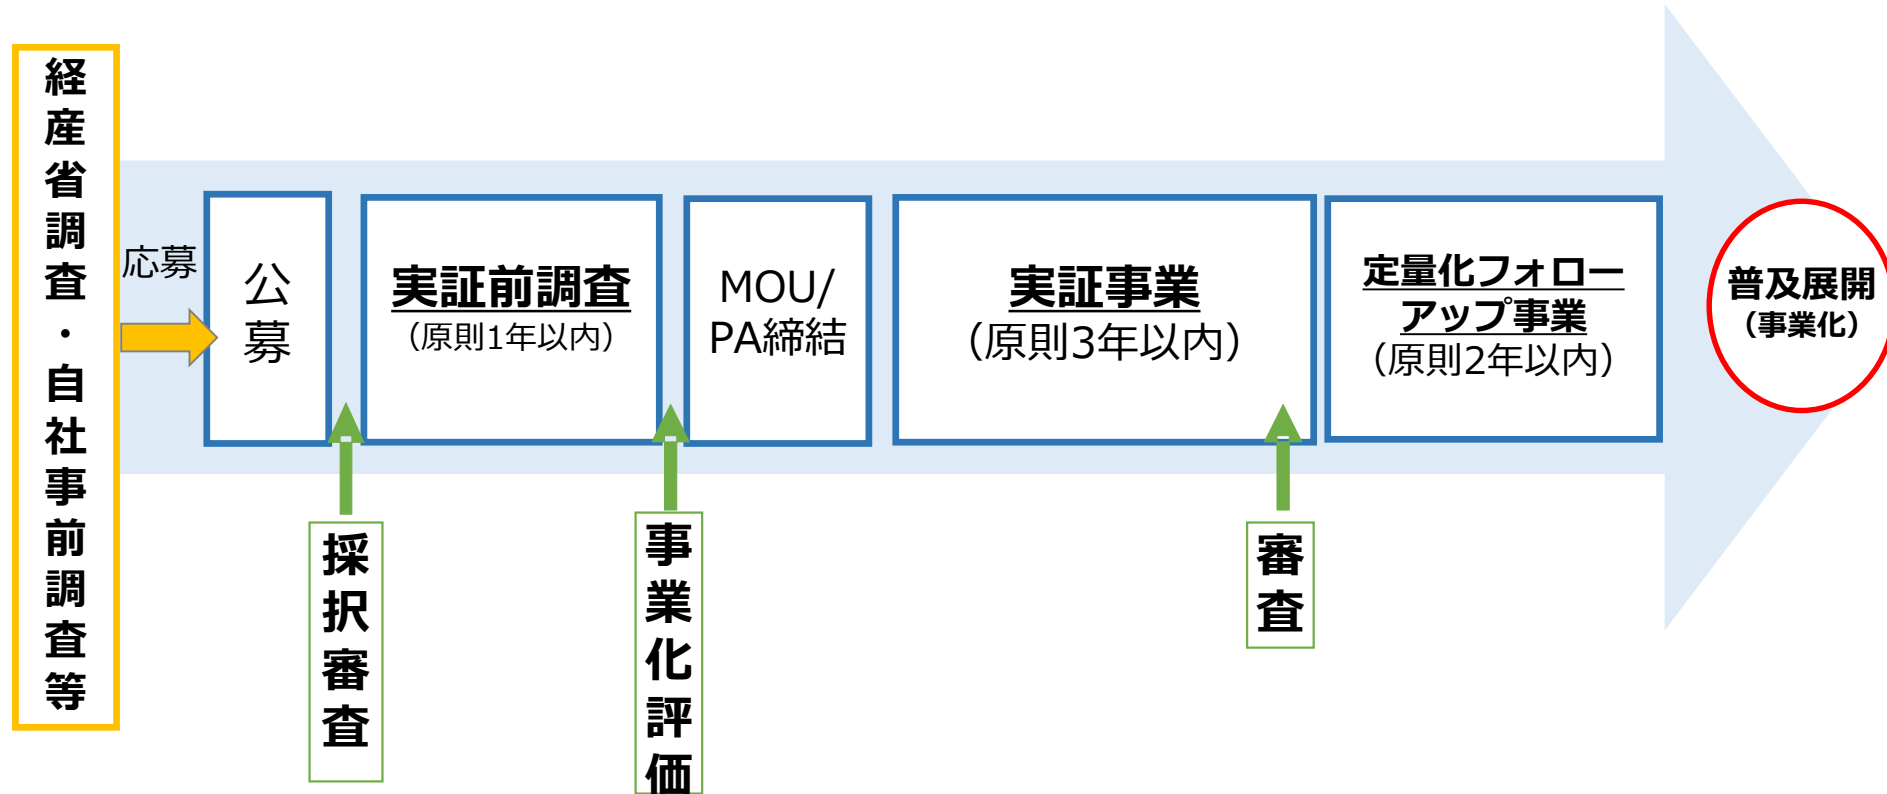 経産省調査・自社事前調査等
応募
公募
実証前調査
（原則1年以内）
MOU/
PA締結
実証事業
（原則3年以内）
定量化フォロー
アップ事業
（原則2年以内）
普及展開
（事業化）
採択審査
事業化評価
審査